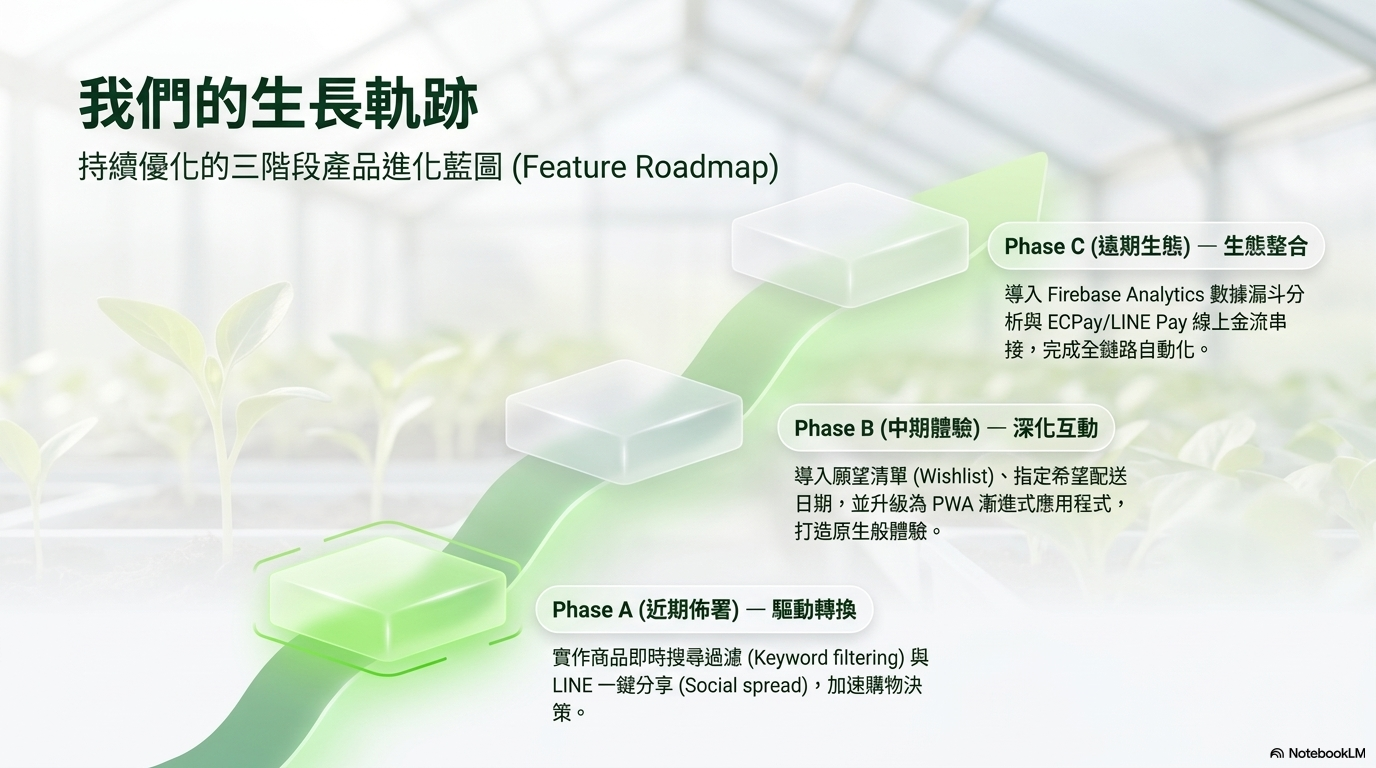 我們的生長軌跡
持續優化的三階段產品進化藍圖 (Feature Roadmap)
Phase C (遠期生態) — 生態整合
導入 Firebase Analytics 數據漏斗分
析與 ECPay/LINE Pay 線上金流串
接，完成全鏈路自動化。
Phase B (中期體驗) — 深化互動
導入願望清單 (Wishlist)、指定希望配送
日期，並升級為 PWA 漸進式應用程式，
打造原生般體驗。
Phase A (近期佈署) — 驅動轉換
實作商品即時搜尋過濾 (Keyword filtering) 與
LINE 一鍵分享 (Social spread)，加速購物決
策。
NotebookLM